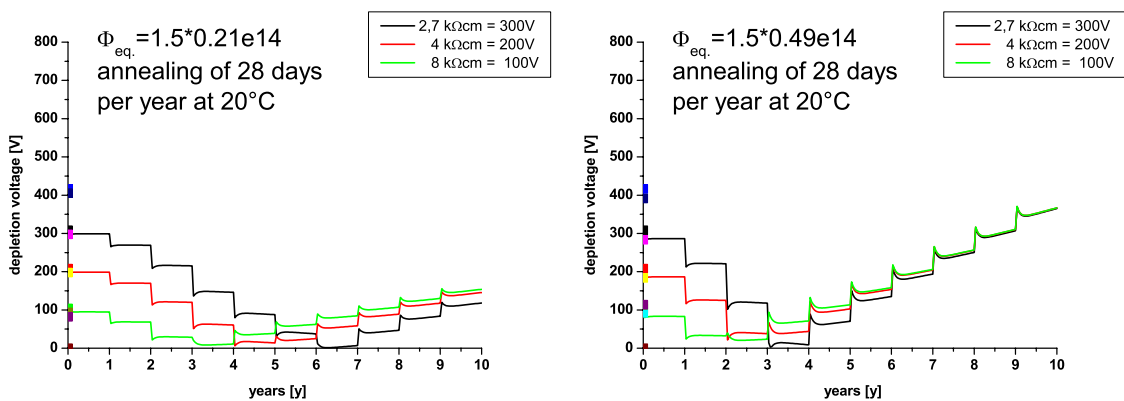 Φeq.=1.5*0.21e14
annealing of 28 days
per year at 20°C
2,7 kΩcm = 300V
4 kΩcm = 200V
8 kΩcm = 100V
depletion voltage [V]
800
700
600
500
400
300
200
100
0
0 1 2 3 4 5 6 7 8 9 10
years [y]
Φeq.=1.5*0.49e14
annealing of 28 days
per year at 20°C
2,7 kΩcm = 300V
4 kΩcm = 200V
8 kΩcm = 100V
depletion voltage [V]
800
700
600
500
400
300
200
100
0
0 1 2 3 4 5 6 7 8 9 10
years [y]